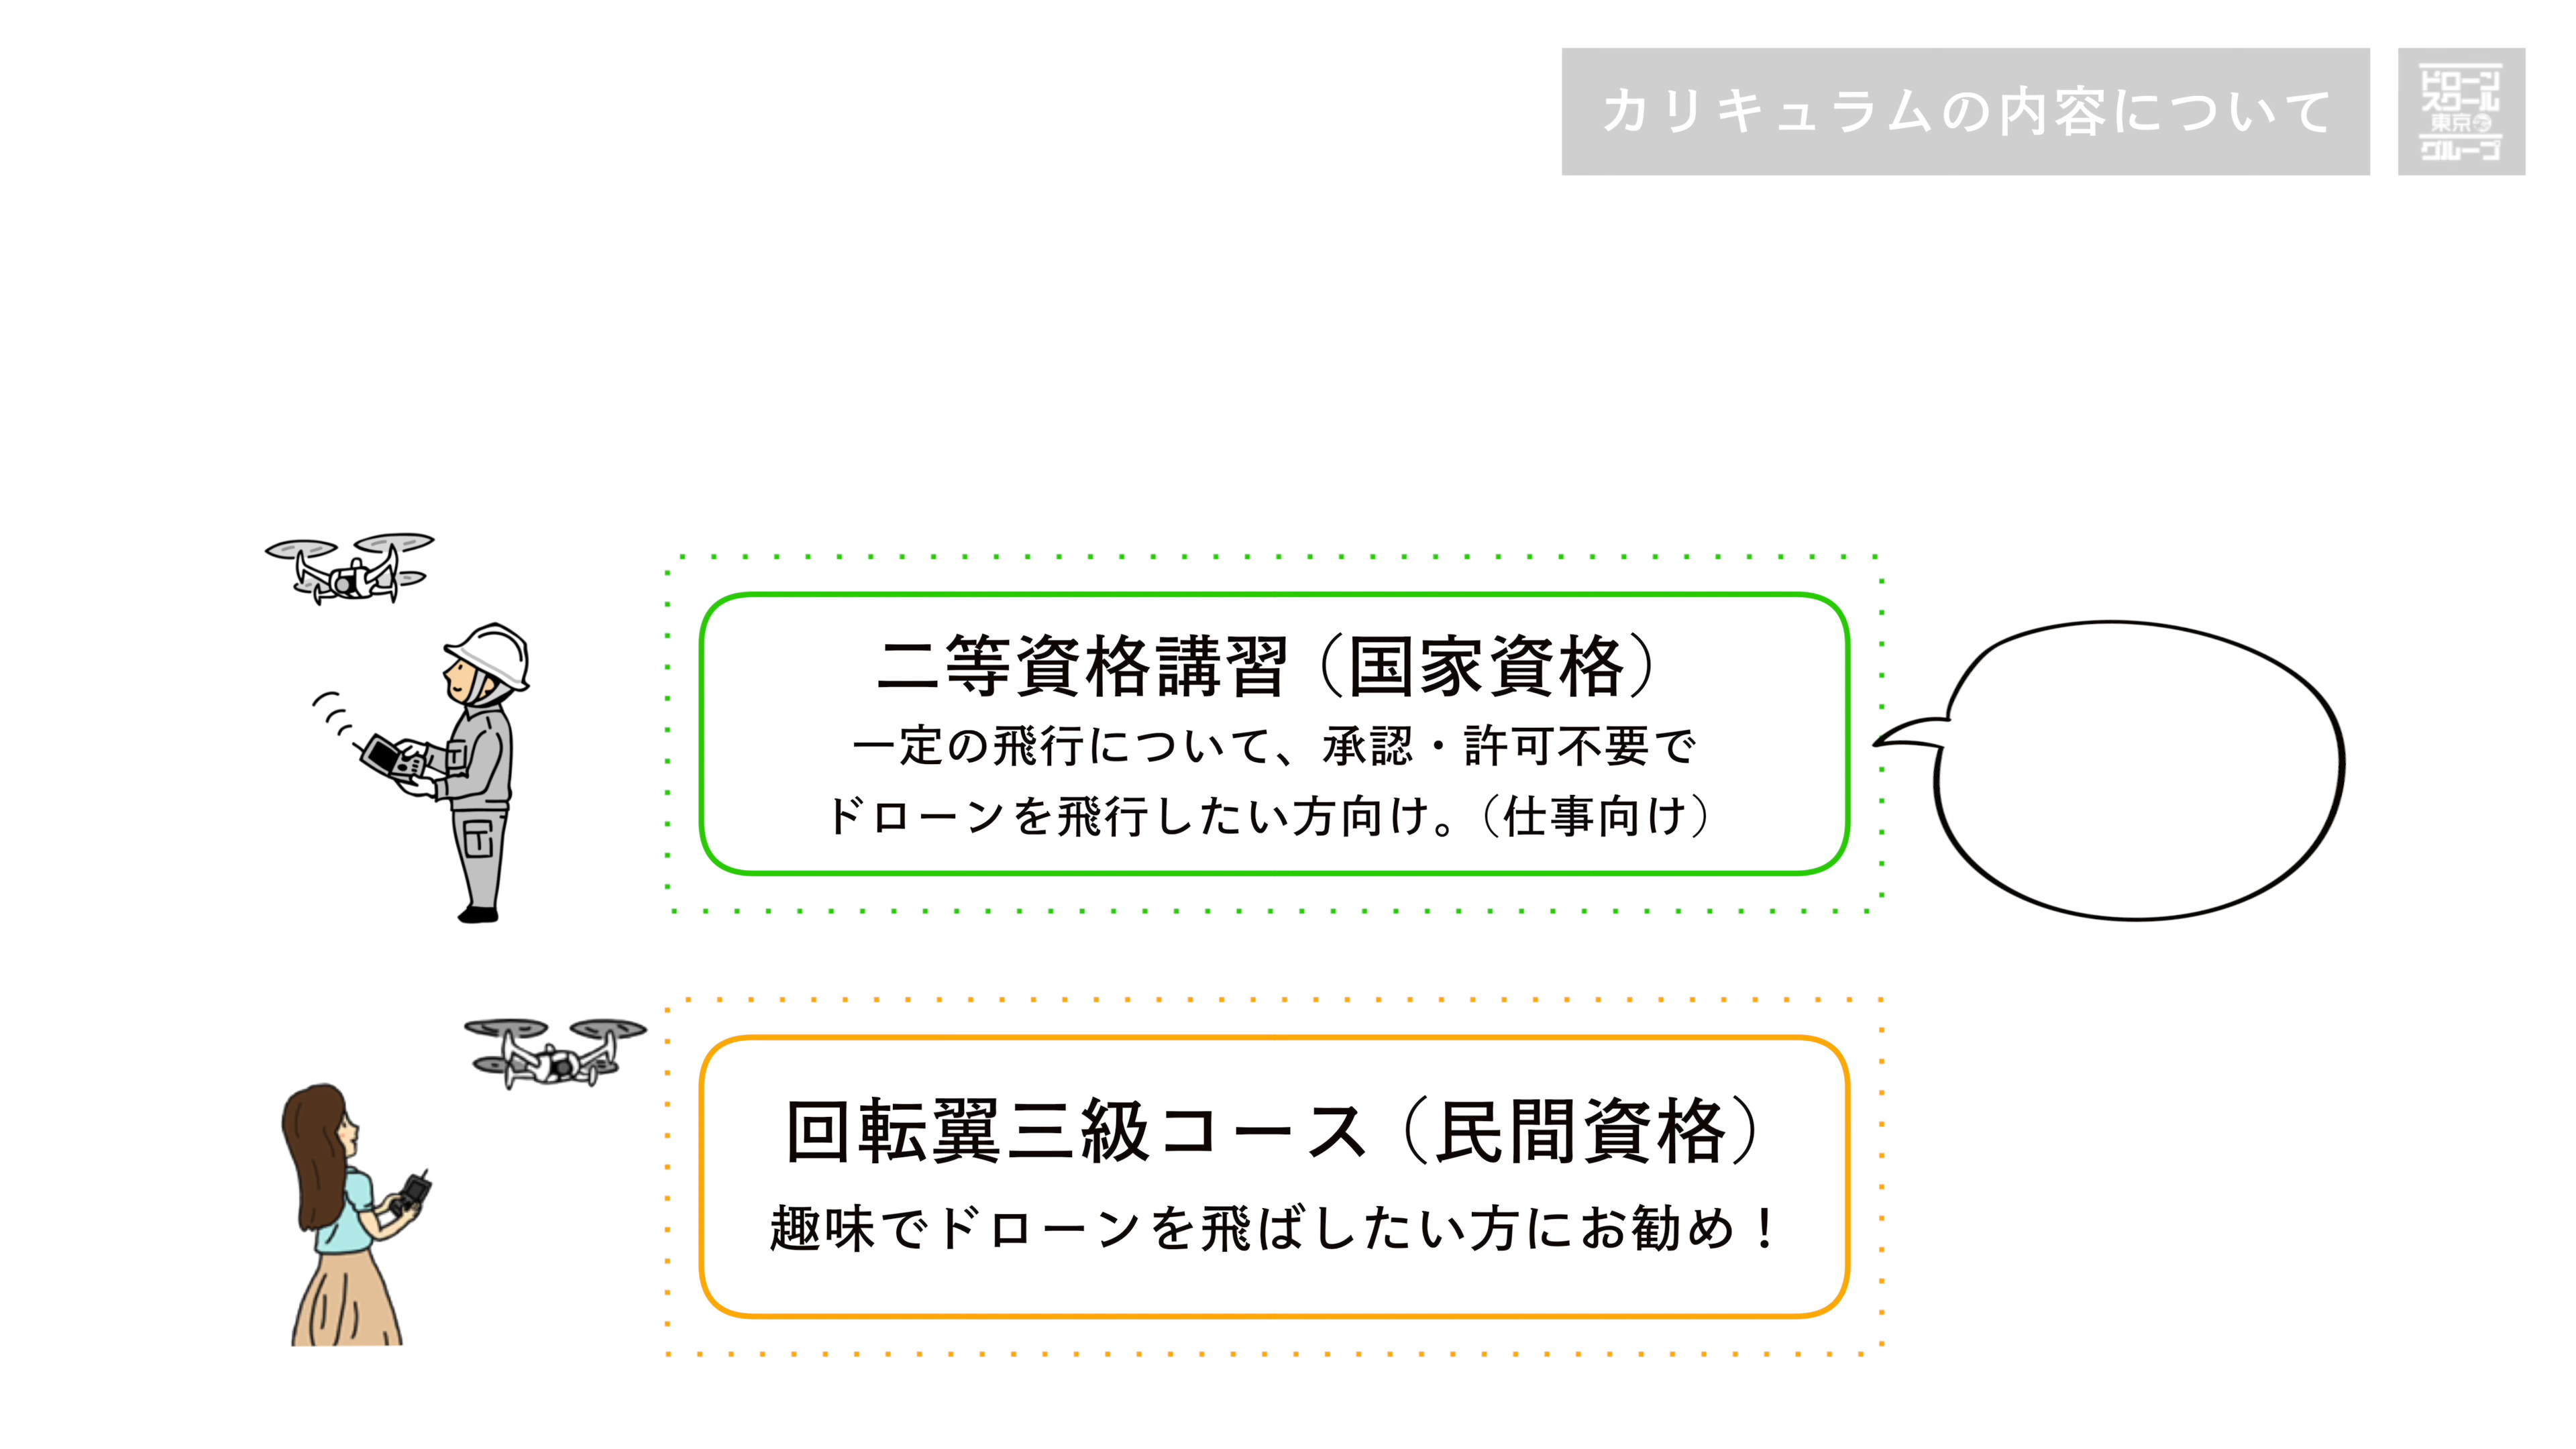 カリキュラムの内容について
ドローン
スクール
東京
グループ
二等資格講習（国家資格）
一定の飛行について、承認・許可不要で
ドローンを飛行したい方向け。（仕事向け）
回転翼三級コース（民間資格）
趣味でドローンを飛ばしたい方にお勧め！